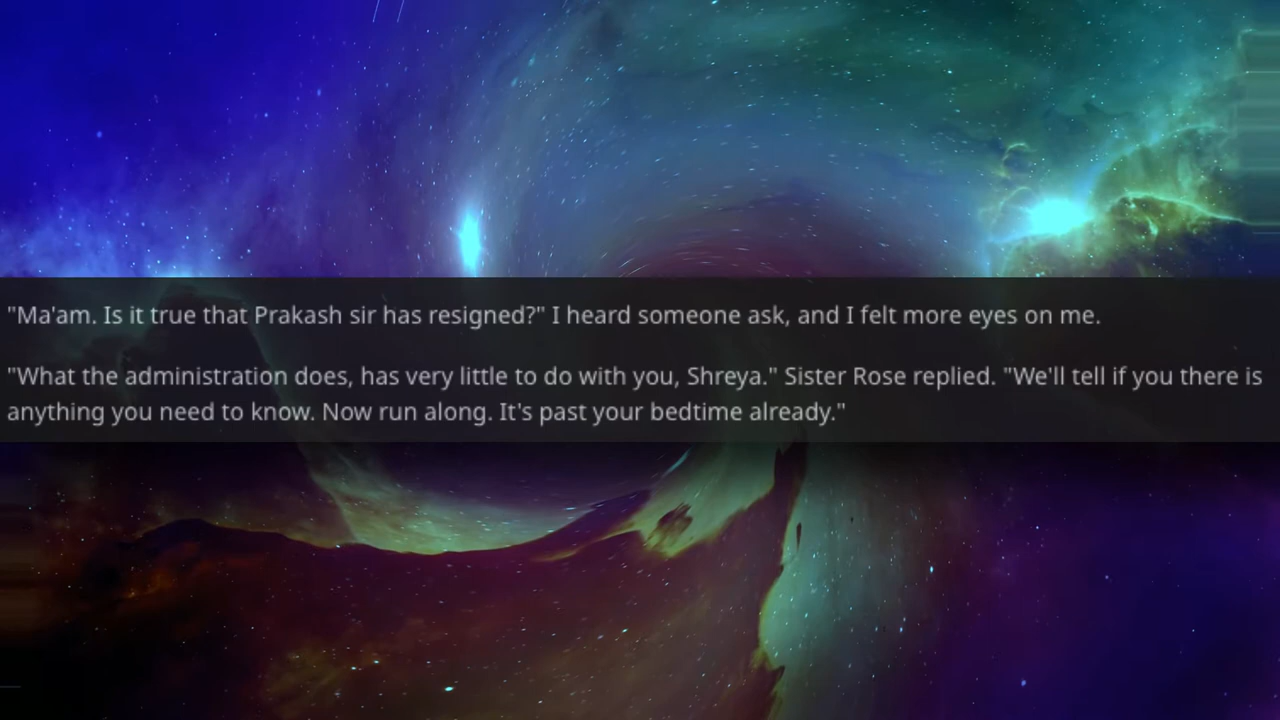 "Ma'am. Is it true that Prakash sir has resigned?" I heard someone ask, and I felt more eyes on me.
"What the administration does, has very little to do with you, Shreya." Sister Rose replied. "We'll tell if you there is
anything you need to know. Now run along. It's past your bedtime already."